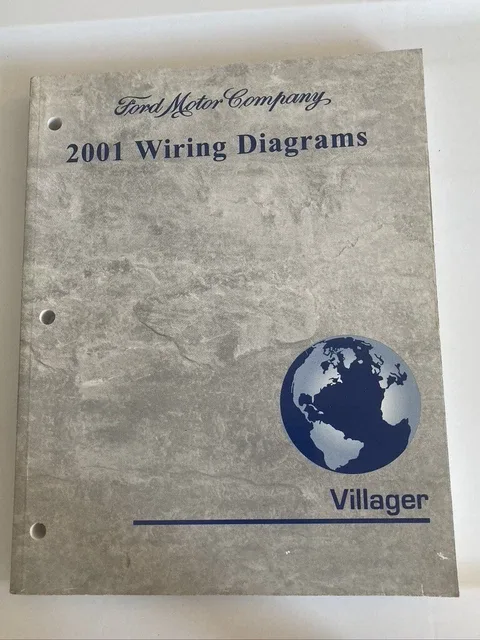 Ford Motor Company
2001 Wiring Diagrams
Villager